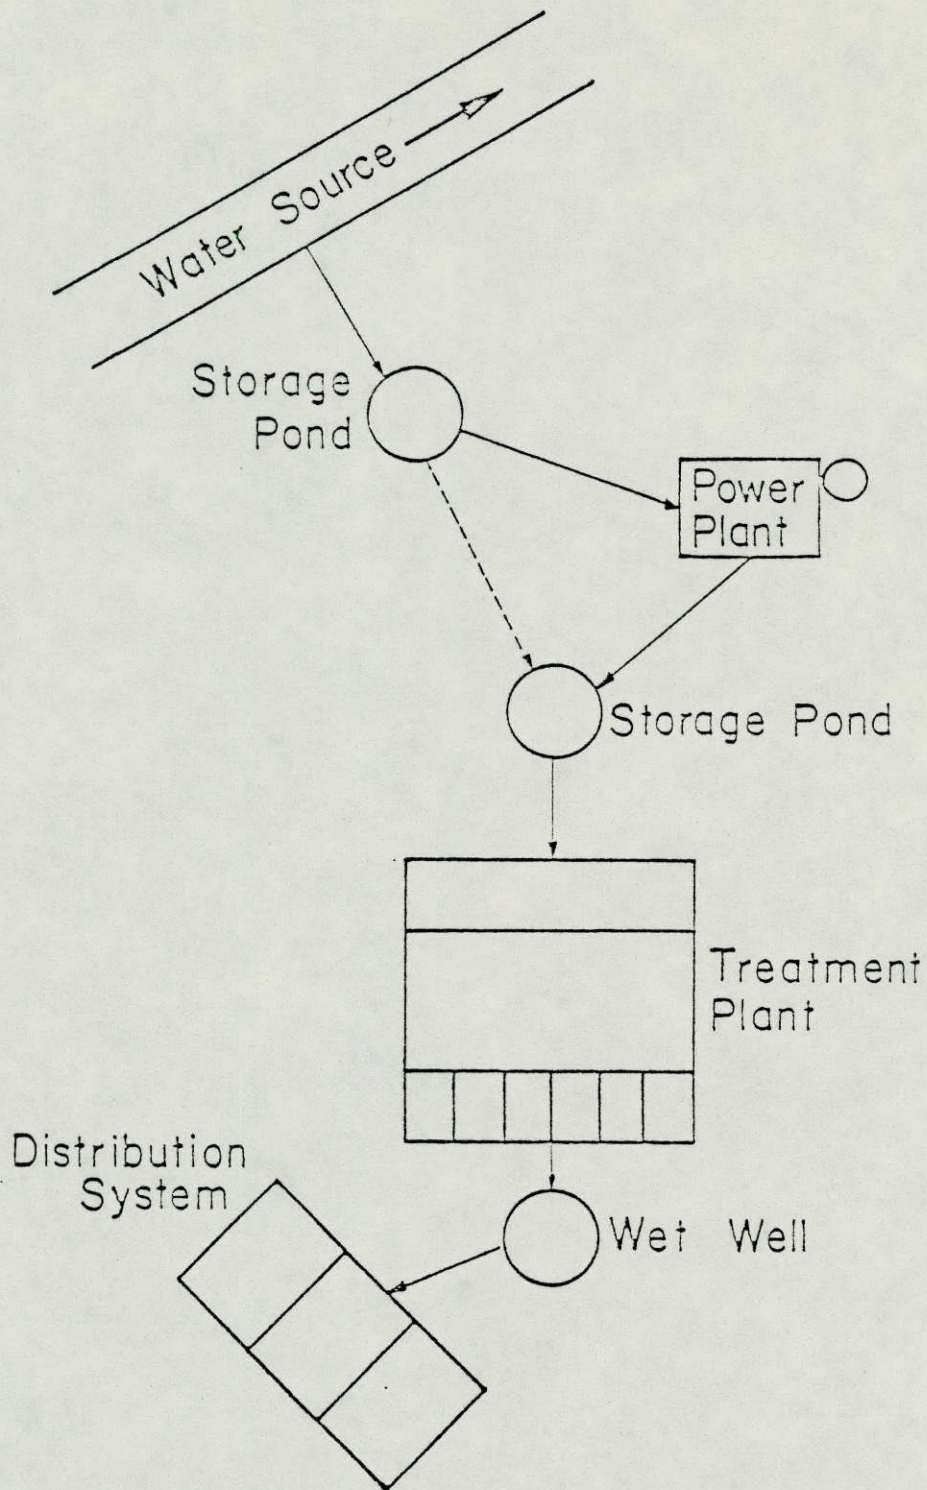 Water Source
Storage
Pond
Power
Plant
Storage Pond
Treatment
Plant
Distribution
System
Wet Well